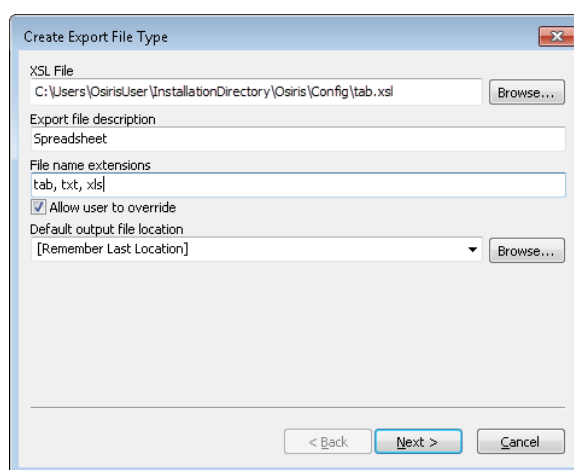 Create Export File Type
XSL File
C:\Users\OsirisUser\InstallationDirectory\Osiris\Config\tab.xsl
Browse...
Export file description
Spreadsheet
File name extensions
tab, txt, xls
Allow user to override
Default output file location
[Remember Last Location]
Browse...
< Back
Next >
Cancel